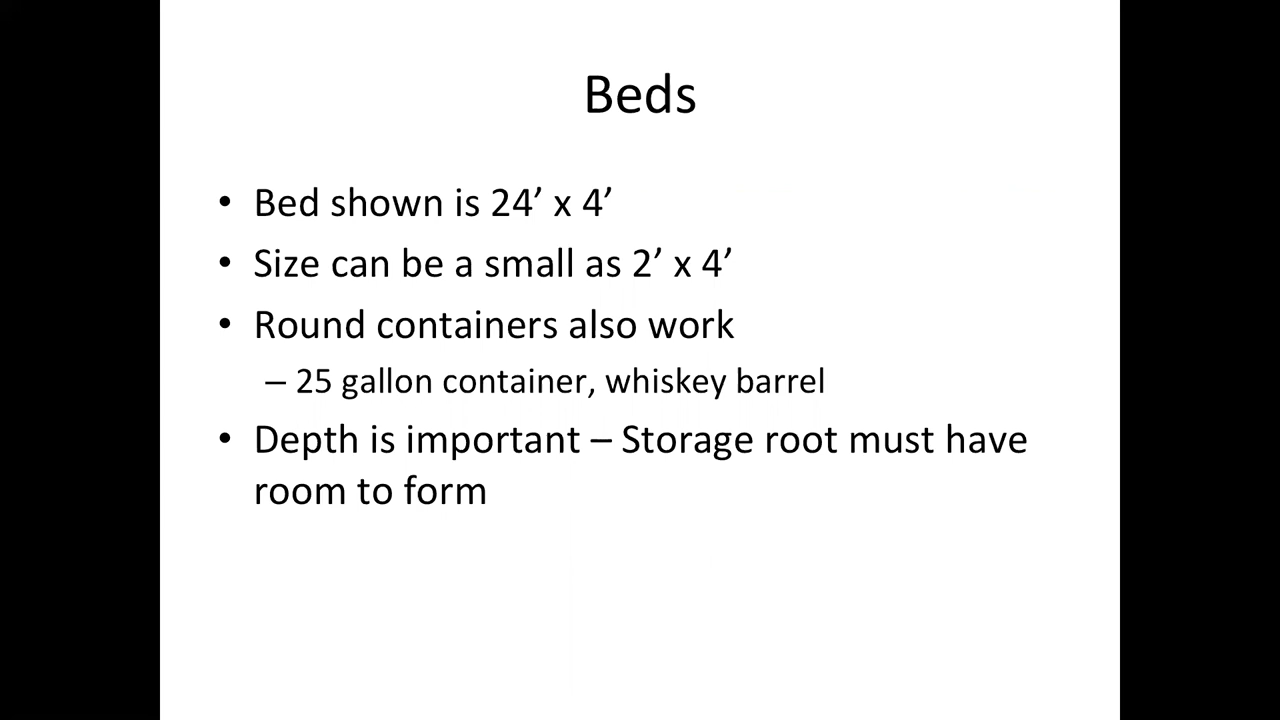 Beds
• Bed shown is 24’ x 4’
• Size can be a small as 2’ x 4’
• Round containers also work
– 25 gallon container, whiskey barrel
• Depth is important – Storage root must have
room to form